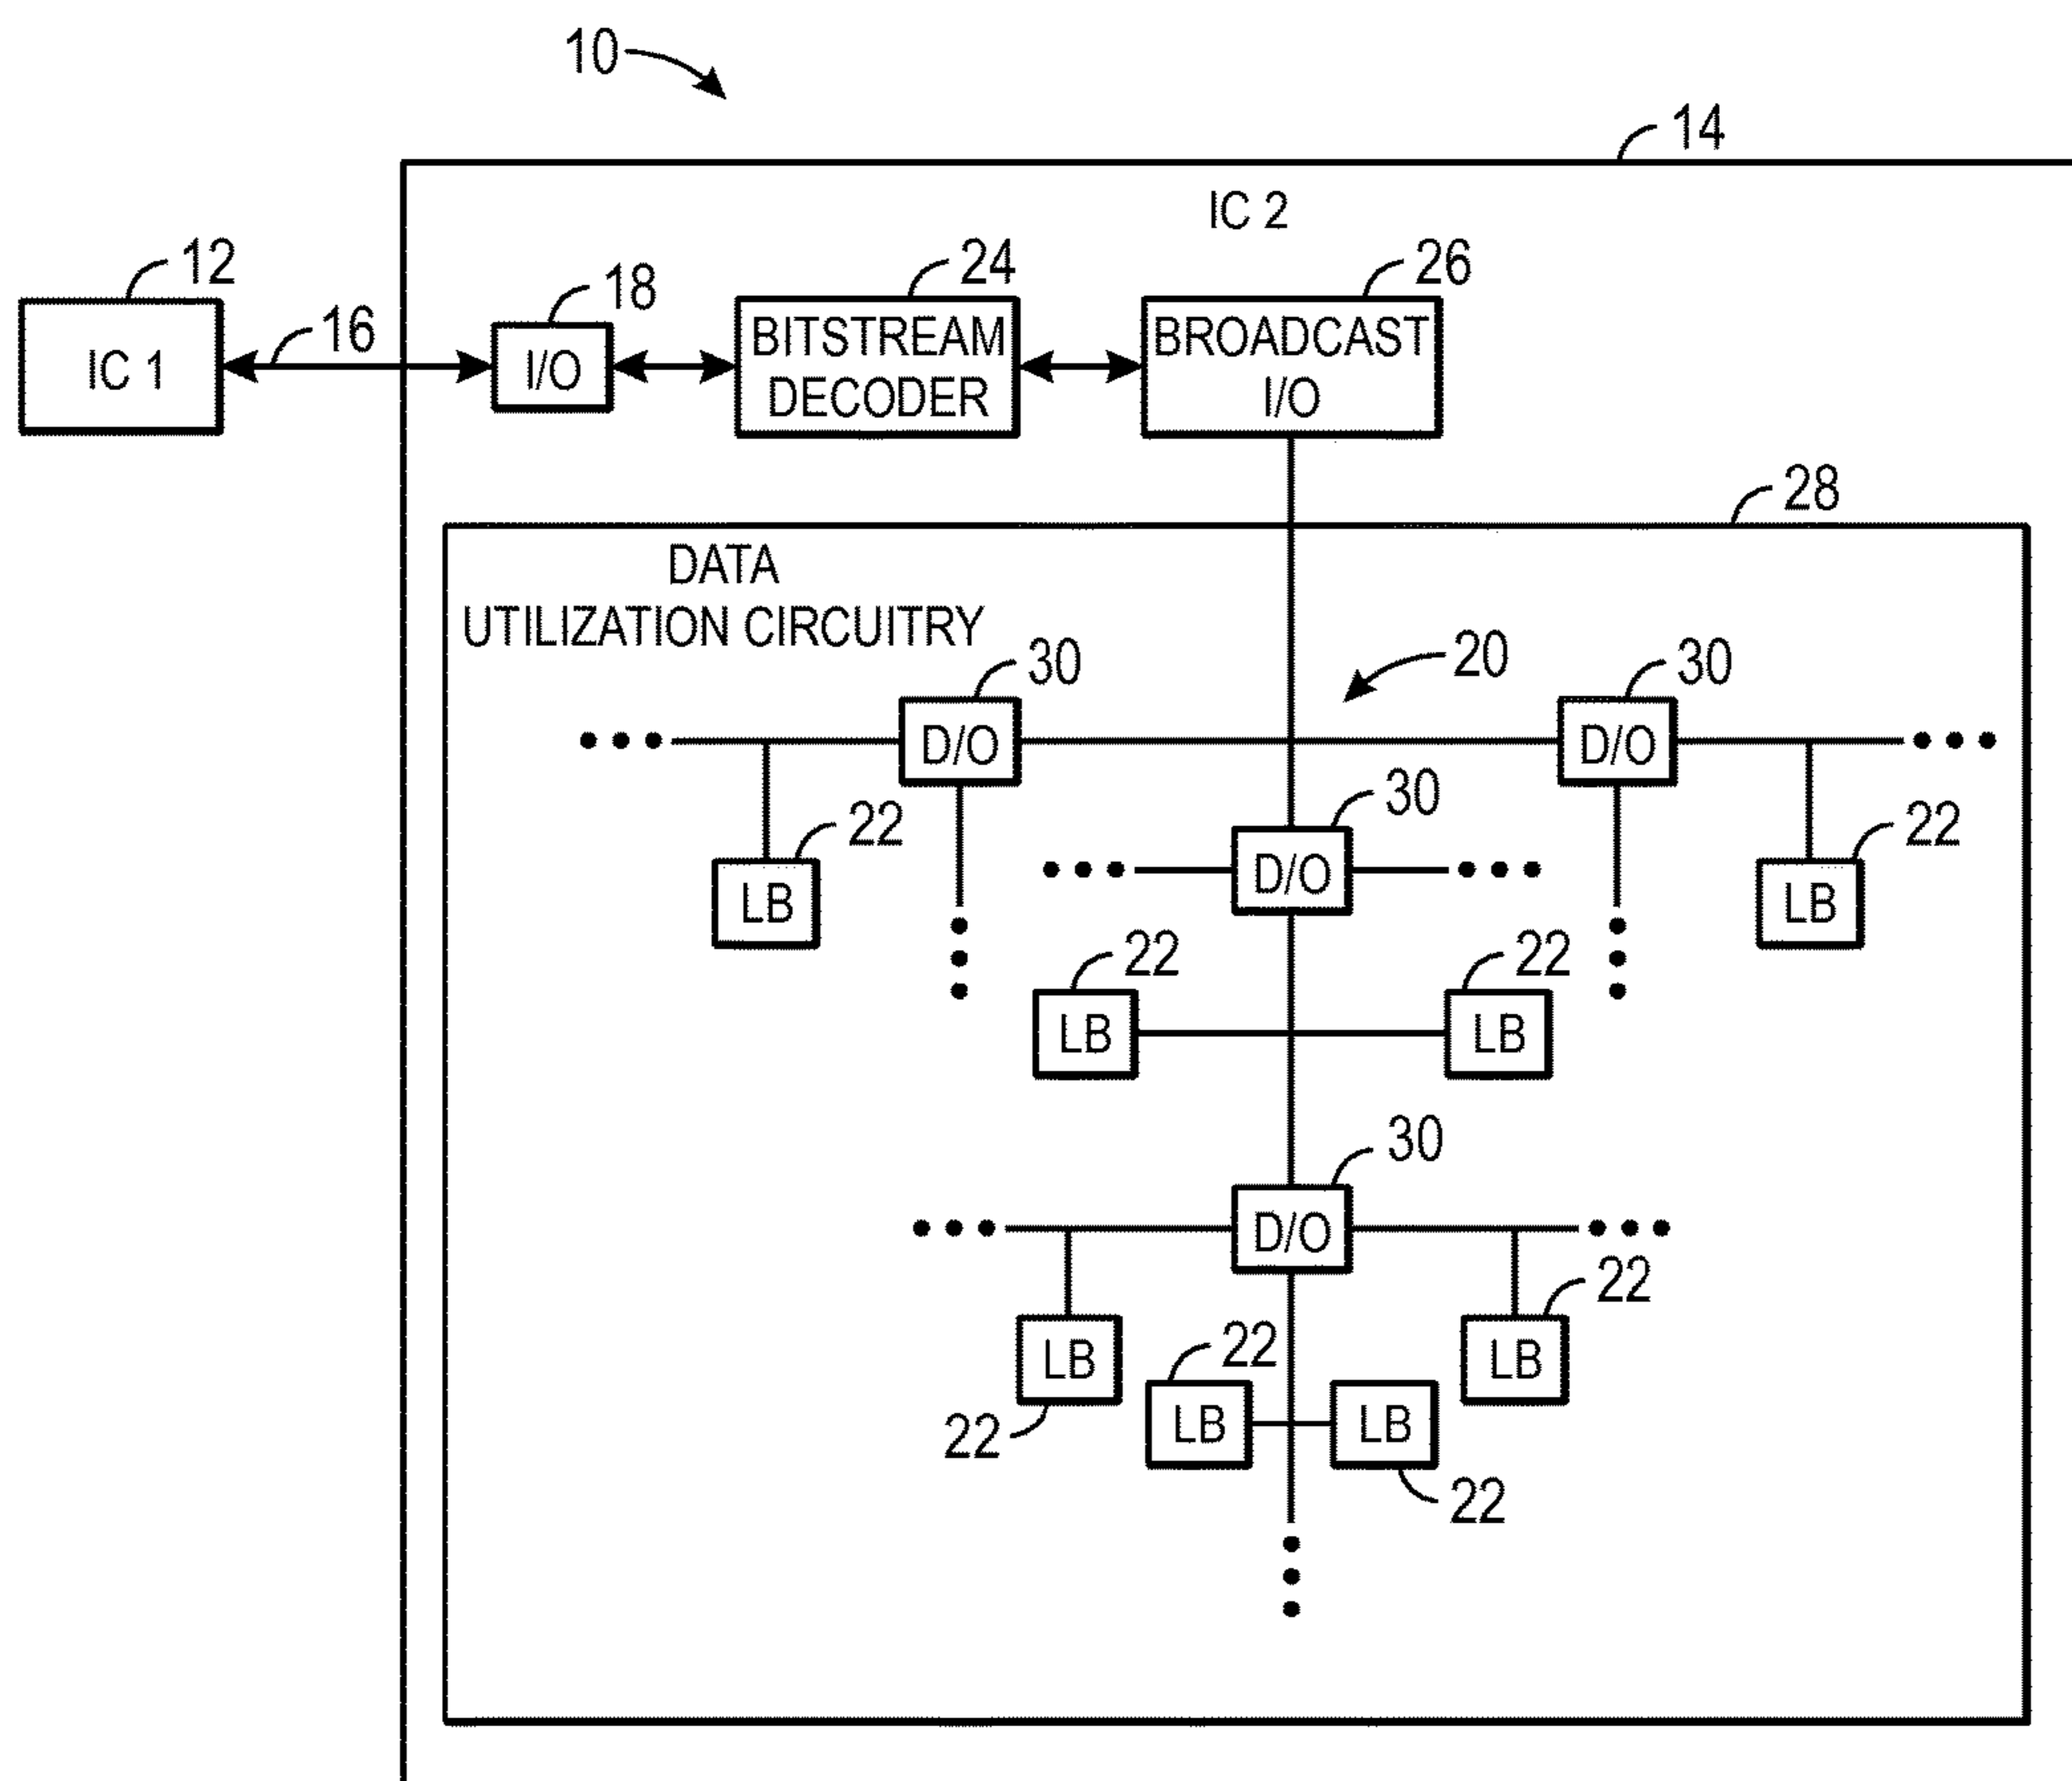 10
14
IC 2
12
18
24
26
16
IC 1
I/O
BITSTREAM
DECODER
BROADCAST
I/O
28
DATA
UTILIZATION CIRCUITRY
30
20
30
D/O
D/O
30
22
22
D/O
LB
LB
22
22
LB
LB
30
D/O
22
22
LB
LB
22
LB
LB
22